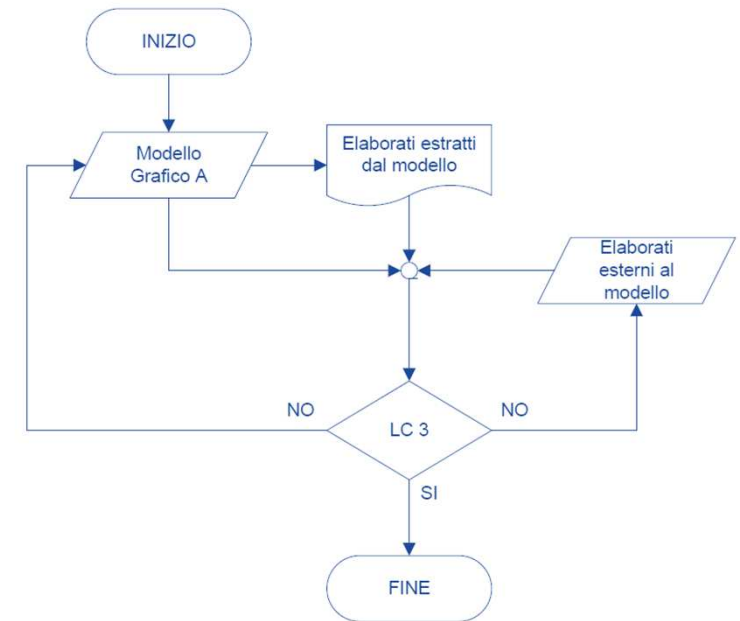 INIZIO
Modello
Grafico A
Elaborati estratti
dal modello
Elaborati
esterni al
modello
NO
NO
LC 3
SI
FINE